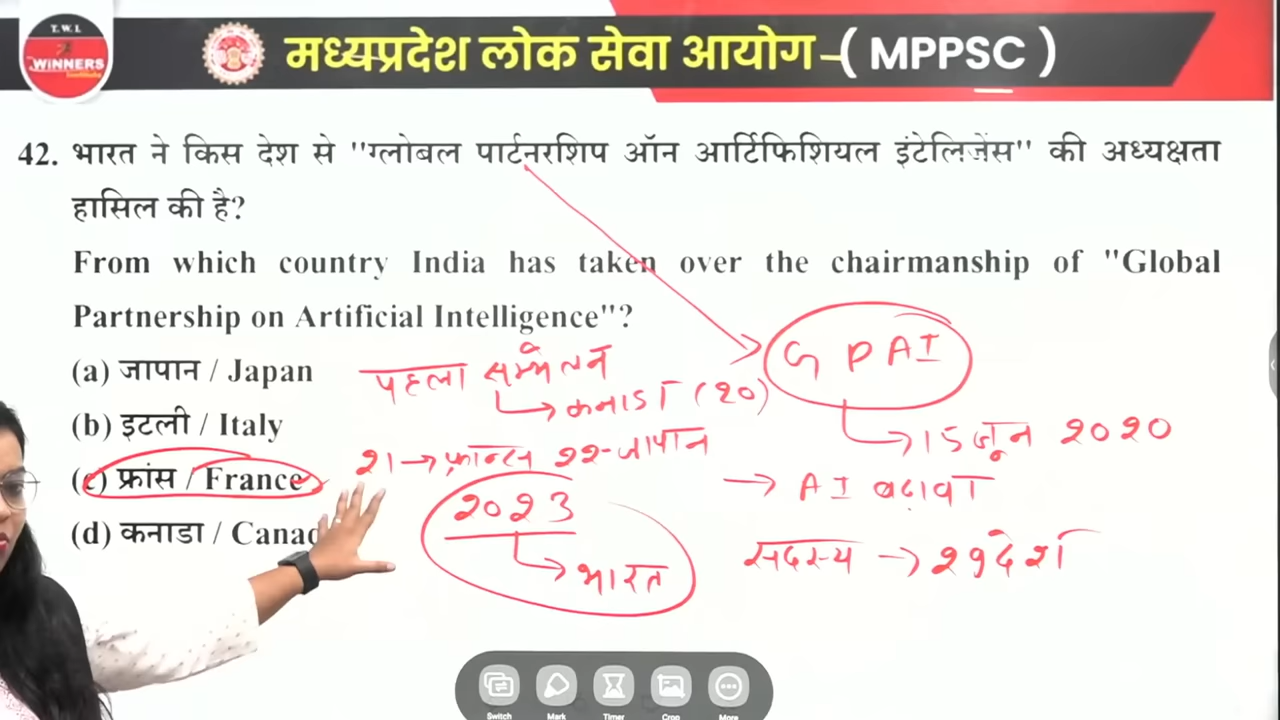 T.W.I.
WINNERS
Institute
मध्यप्रदेश लोक सेवा आयोग–( MPPSC )
42. भारत ने किस देश से "ग्लोबल पार्टनरशिप ऑन आर्टिफिशियल इंटेलिजेंस" की अध्यक्षता
हासिल की है?
From which country India has taken over the chairmanship of "Global
Partnership on Artificial Intelligence"?
(a) जापान / Japan
(b) इटली / Italy
(c) फ्रांस / France
(d) कनाडा / Canad
GPAI
पहला सम्मेलन
कनाडा (20)
21 → फ्रान्स 22-जापान
2023
भारत
15 जून 2020
→ AI बढ़ावा
सदस्य → 29 देश
Switch Mark Timer Crop More